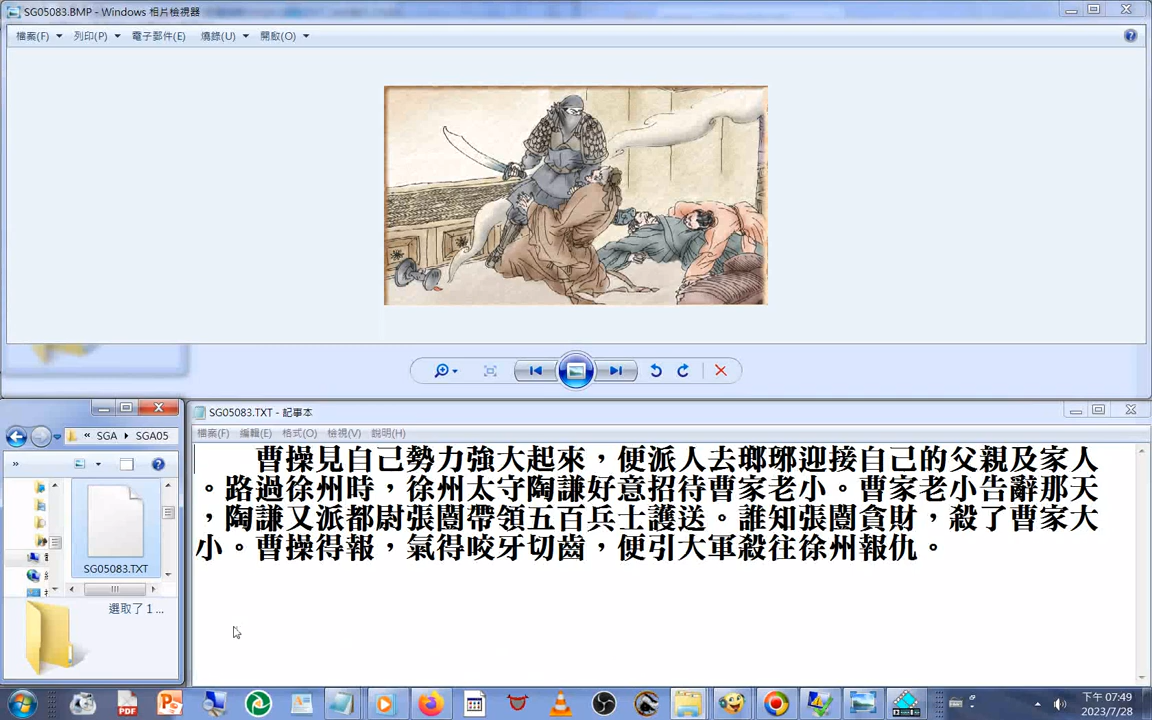 SG05083.BMP - Windows 相片檢視器
檔案(F) 列印(P) 電子郵件(E) 燒錄(U) 開啟(O)
SGA SGA05
SG05083.TXT
選取了 1 ...
SG05083.TXT - 記事本
檔案(F) 編輯(E) 格式(O) 檢視(V) 說明(H)
曹操見自己勢力強大起來，便派人去瑯琊迎接自己的父親及家人
。路過徐州時，徐州太守陶謙好意招待曹家老小。曹家老小告辭那天
，陶謙又派都尉張闓帶領五百兵士護送。誰知張闓貪財，殺了曹家大
小。曹操得報，氣得咬牙切齒，便引大軍殺往徐州報仇。
PDF
下午 07:49
2023/7/28